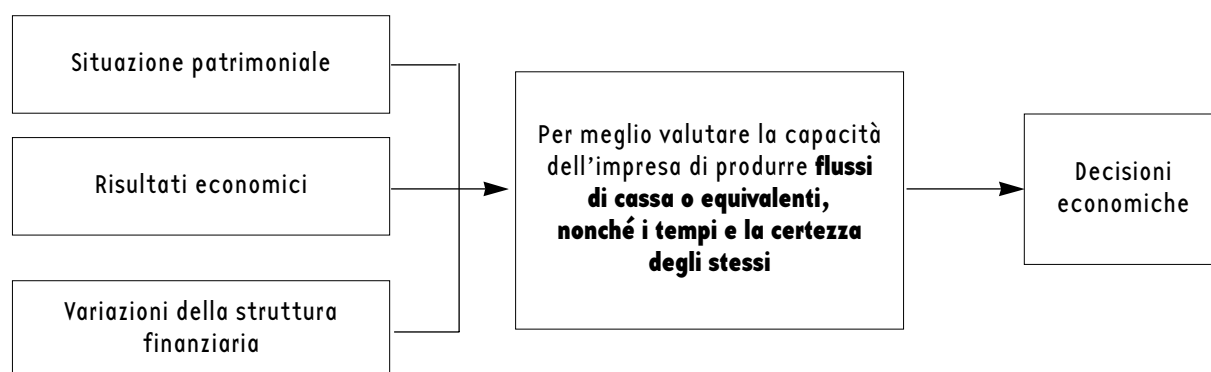 Situazione patrimoniale
Risultati economici
Variazioni della struttura
finanziaria
Per meglio valutare la capacità
dell'impresa di produrre flussi
di cassa o equivalenti,
nonché i tempi e la certezza
degli stessi
Decisioni
economiche